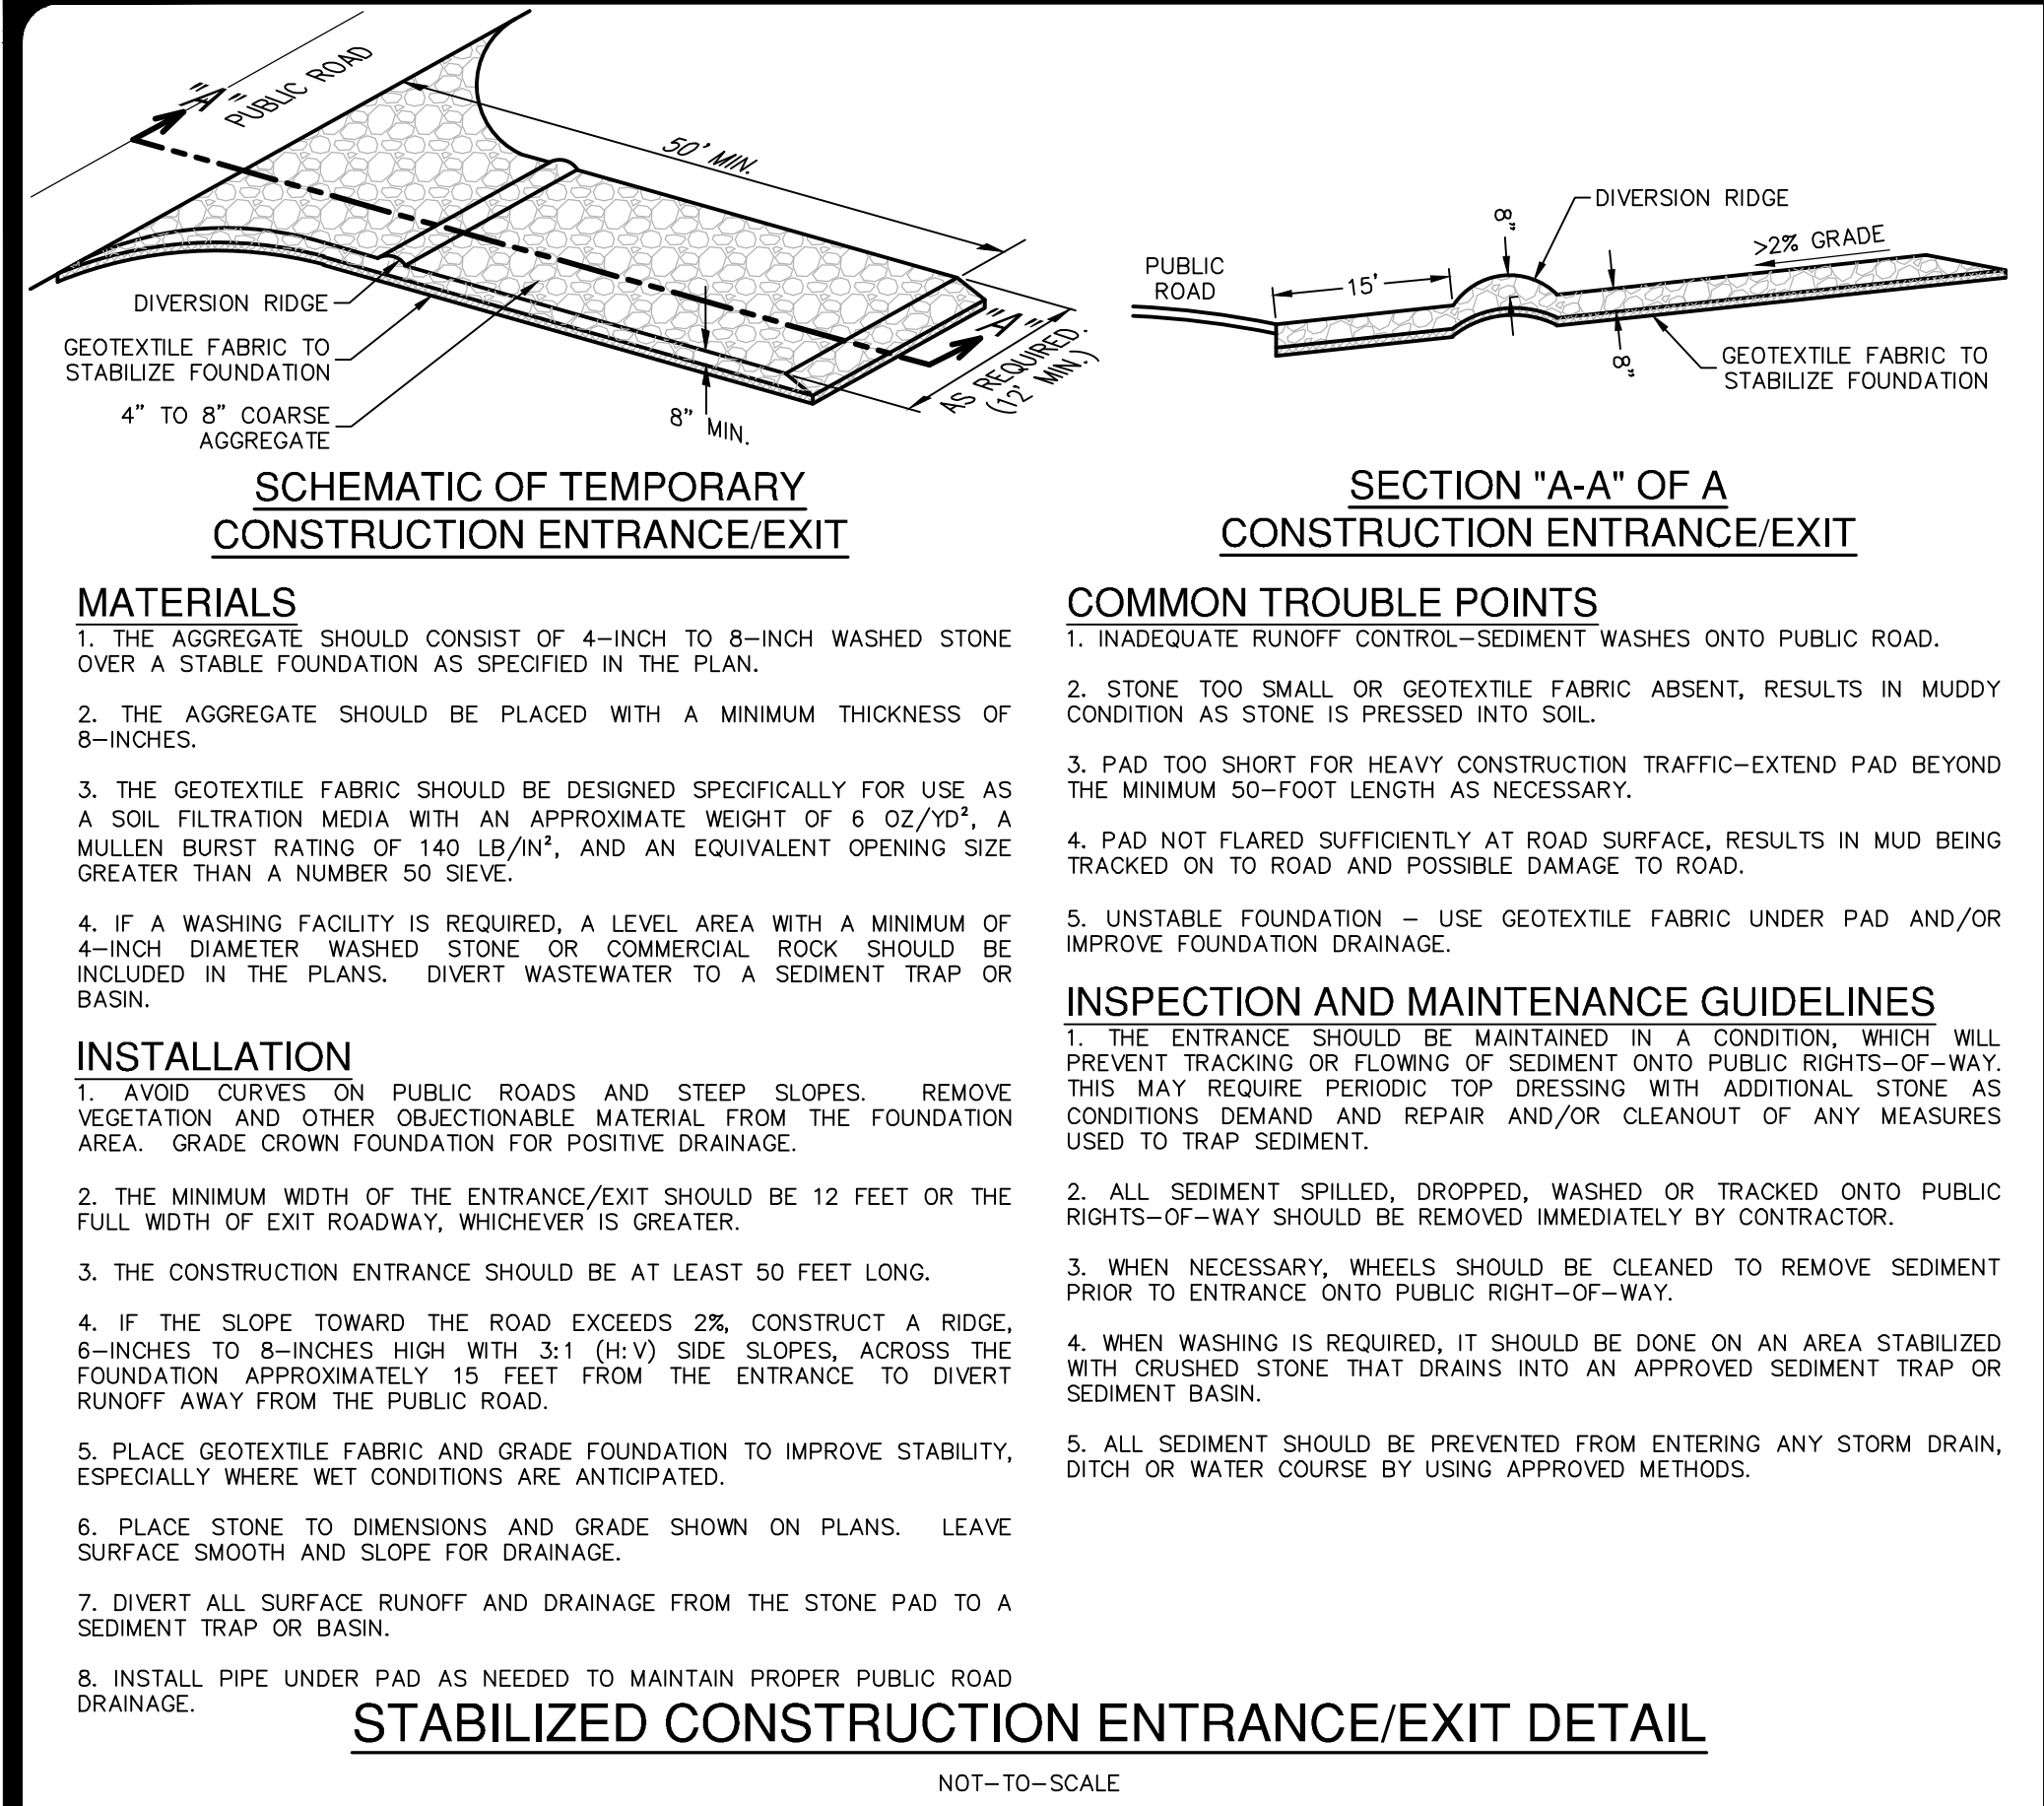 "A"
PUBLIC ROAD
50' MIN.
DIVERSION RIDGE
GEOTEXTILE FABRIC TO
STABILIZE FOUNDATION
4" TO 8" COARSE
AGGREGATE
8" MIN.
"A"
AS REQUIRED.
(12' MIN.)
SCHEMATIC OF TEMPORARY
CONSTRUCTION ENTRANCE/EXIT
DIVERSION RIDGE
8"
>2% GRADE
PUBLIC
ROAD
15'
8"
GEOTEXTILE FABRIC TO
STABILIZE FOUNDATION
SECTION "A-A" OF A
CONSTRUCTION ENTRANCE/EXIT
MATERIALS
1. THE AGGREGATE SHOULD CONSIST OF 4-INCH TO 8-INCH WASHED STONE
OVER A STABLE FOUNDATION AS SPECIFIED IN THE PLAN.
2. THE AGGREGATE SHOULD BE PLACED WITH A MINIMUM THICKNESS OF
8-INCHES.
3. THE GEOTEXTILE FABRIC SHOULD BE DESIGNED SPECIFICALLY FOR USE AS
A SOIL FILTRATION MEDIA WITH AN APPROXIMATE WEIGHT OF 6 OZ/YD², A
MULLEN BURST RATING OF 140 LB/IN², AND AN EQUIVALENT OPENING SIZE
GREATER THAN A NUMBER 50 SIEVE.
4. IF A WASHING FACILITY IS REQUIRED, A LEVEL AREA WITH A MINIMUM OF
4-INCH DIAMETER WASHED STONE OR COMMERCIAL ROCK SHOULD BE
INCLUDED IN THE PLANS. DIVERT WASTEWATER TO A SEDIMENT TRAP OR
BASIN.
INSTALLATION
1. AVOID CURVES ON PUBLIC ROADS AND STEEP SLOPES. REMOVE
VEGETATION AND OTHER OBJECTIONABLE MATERIAL FROM THE FOUNDATION
AREA. GRADE CROWN FOUNDATION FOR POSITIVE DRAINAGE.
2. THE MINIMUM WIDTH OF THE ENTRANCE/EXIT SHOULD BE 12 FEET OR THE
FULL WIDTH OF EXIT ROADWAY, WHICHEVER IS GREATER.
3. THE CONSTRUCTION ENTRANCE SHOULD BE AT LEAST 50 FEET LONG.
4. IF THE SLOPE TOWARD THE ROAD EXCEEDS 2%, CONSTRUCT A RIDGE,
6-INCHES TO 8-INCHES HIGH WITH 3:1 (H:V) SIDE SLOPES, ACROSS THE
FOUNDATION APPROXIMATELY 15 FEET FROM THE ENTRANCE TO DIVERT
RUNOFF AWAY FROM THE PUBLIC ROAD.
5. PLACE GEOTEXTILE FABRIC AND GRADE FOUNDATION TO IMPROVE STABILITY,
ESPECIALLY WHERE WET CONDITIONS ARE ANTICIPATED.
6. PLACE STONE TO DIMENSIONS AND GRADE SHOWN ON PLANS. LEAVE
SURFACE SMOOTH AND SLOPE FOR DRAINAGE.
7. DIVERT ALL SURFACE RUNOFF AND DRAINAGE FROM THE STONE PAD TO A
SEDIMENT TRAP OR BASIN.
8. INSTALL PIPE UNDER PAD AS NEEDED TO MAINTAIN PROPER PUBLIC ROAD
DRAINAGE.
COMMON TROUBLE POINTS
1. INADEQUATE RUNOFF CONTROL-SEDIMENT WASHES ONTO PUBLIC ROAD.
2. STONE TOO SMALL OR GEOTEXTILE FABRIC ABSENT, RESULTS IN MUDDY
CONDITION AS STONE IS PRESSED INTO SOIL.
3. PAD TOO SHORT FOR HEAVY CONSTRUCTION TRAFFIC-EXTEND PAD BEYOND
THE MINIMUM 50-FOOT LENGTH AS NECESSARY.
4. PAD NOT FLARED SUFFICIENTLY AT ROAD SURFACE, RESULTS IN MUD BEING
TRACKED ON TO ROAD AND POSSIBLE DAMAGE TO ROAD.
5. UNSTABLE FOUNDATION - USE GEOTEXTILE FABRIC UNDER PAD AND/OR
IMPROVE FOUNDATION DRAINAGE.
INSPECTION AND MAINTENANCE GUIDELINES
1. THE ENTRANCE SHOULD BE MAINTAINED IN A CONDITION, WHICH WILL
PREVENT TRACKING OR FLOWING OF SEDIMENT ONTO PUBLIC RIGHTS-OF-WAY.
THIS MAY REQUIRE PERIODIC TOP DRESSING WITH ADDITIONAL STONE AS
CONDITIONS DEMAND AND REPAIR AND/OR CLEANOUT OF ANY MEASURES
USED TO TRAP SEDIMENT.
2. ALL SEDIMENT SPILLED, DROPPED, WASHED OR TRACKED ONTO PUBLIC
RIGHTS-OF-WAY SHOULD BE REMOVED IMMEDIATELY BY CONTRACTOR.
3. WHEN NECESSARY, WHEELS SHOULD BE CLEANED TO REMOVE SEDIMENT
PRIOR TO ENTRANCE ONTO PUBLIC RIGHT-OF-WAY.
4. WHEN WASHING IS REQUIRED, IT SHOULD BE DONE ON AN AREA STABILIZED
WITH CRUSHED STONE THAT DRAINS INTO AN APPROVED SEDIMENT TRAP OR
SEDIMENT BASIN.
5. ALL SEDIMENT SHOULD BE PREVENTED FROM ENTERING ANY STORM DRAIN,
DITCH OR WATER COURSE BY USING APPROVED METHODS.
STABILIZED CONSTRUCTION ENTRANCE/EXIT DETAIL
NOT-TO-SCALE